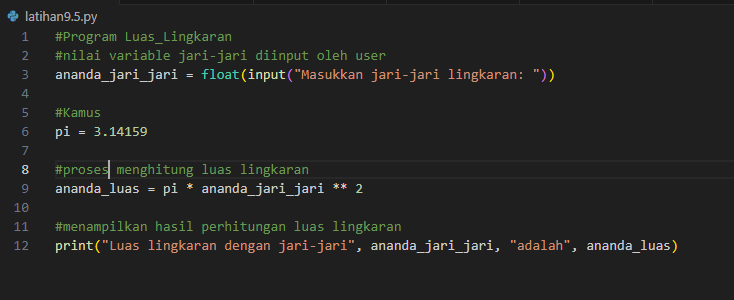 latihan9.5.py
1 #Program Luas_Lingkaran
2 #nilai variable jari-jari diinput oleh user
3 ananda_jari_jari = float(input("Masukkan jari-jari lingkaran: "))
4
5 #Kamus
6 pi = 3.14159
7
8 #proses menghitung luas lingkaran
9 ananda_luas = pi * ananda_jari_jari ** 2
10
11 #menampilkan hasil perhitungan luas lingkaran
12 print("Luas lingkaran dengan jari-jari", ananda_jari_jari, "adalah", ananda_luas)